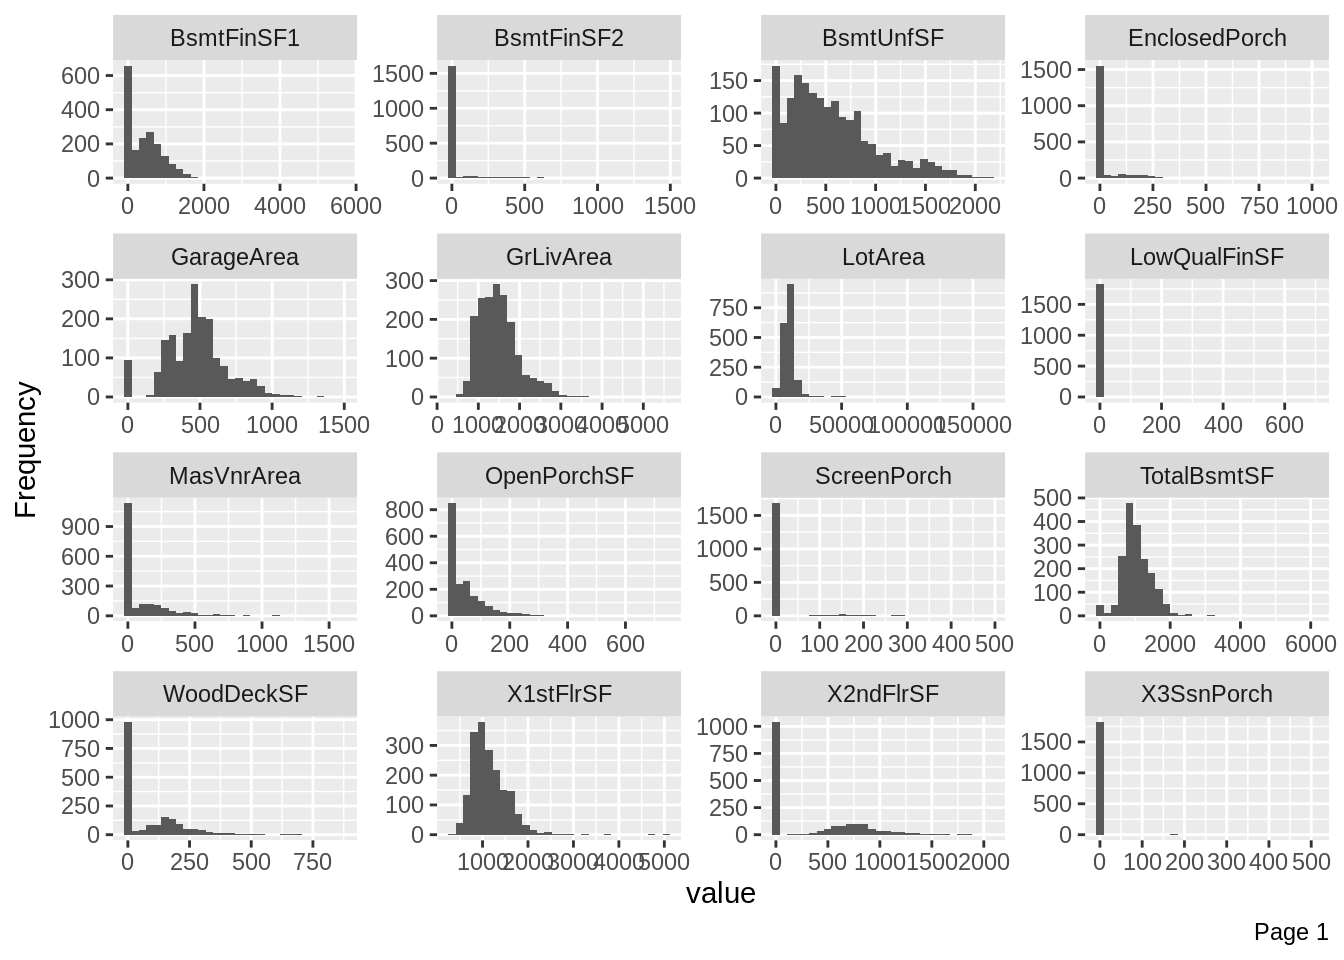 BsmtFinSF1 BsmtFinSF2 BsmtUnfSF EnclosedPorch
600 400 200 0
1500 1000 500 0
150 100 50 0
1500 1000 500 0
0 2000 4000 6000
0 500 1000 1500
0 500 1000 1500 2000
0 250 500 750 1000
GarageArea GrLivArea LotArea LowQualFinSF
300 200 100 0
300 200 100 0
750 500 250 0
1500 1000 500 0
0 500 1000 1500
0 1000 2000 3000 4000 5000
0 50000 100000 150000
0 200 400 600
Frequency
MasVnrArea OpenPorchSF ScreenPorch TotalBsmtSF
900 600 300 0
800 600 400 200 0
1500 1000 500 0
500 400 300 200 100 0
0 500 1000 1500
0 200 400 600
0 100 200 300 400 500
0 2000 4000 6000
WoodDeckSF X1stFlrSF X2ndFlrSF X3SsnPorch
1000 750 500 250 0
300 200 100 0
1000 750 500 250 0
1500 1000 500 0
0 250 500 750
1000 2000 3000 4000 5000
0 500 1000 1500 2000
0 100 200 300 400 500
value
Page 1